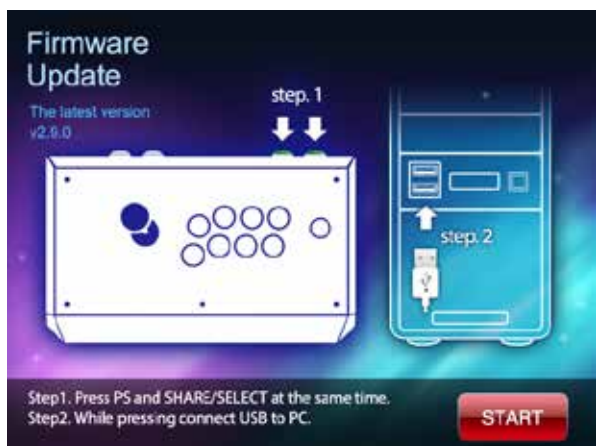 Firmware
Update
The latest version
v2.6.0
step. 1
step. 2
Step1. Press PS and SHARE/SELECT at the same time.
Step2. While pressing connect USB to PC.
START